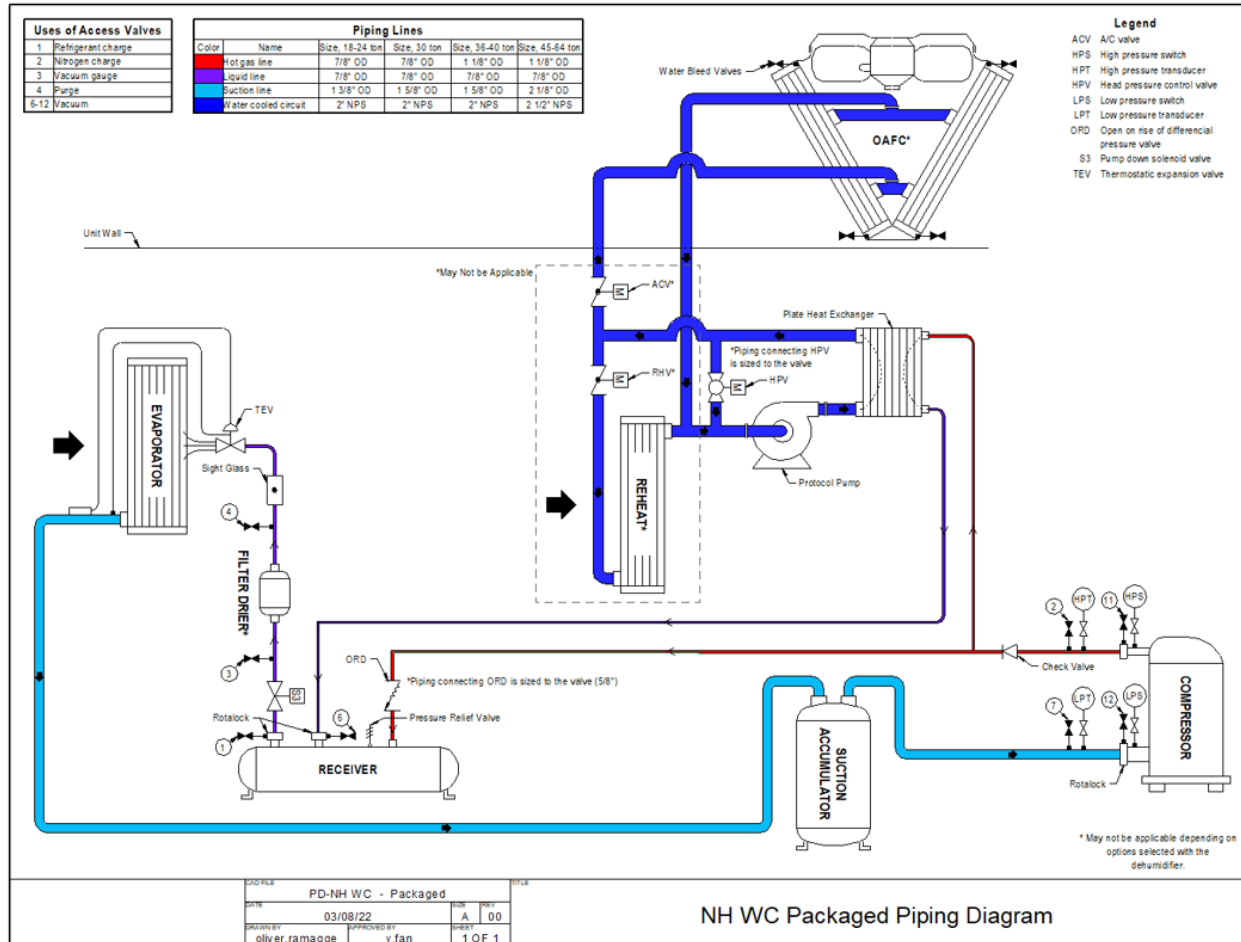 Uses of Access Valves
1 Refrigerant charge
2 Nitrogen charge
3 Vacuum gauge
4 Purge
6-12 Vacuum
Piping Lines
Color Name Size, 18-24 ton Size, 30 ton Size, 36-40 ton Size, 45-64 ton
Hot gas line 7/8" OD 7/8" OD 1 1/8" OD 1 1/8" OD
Liquid line 7/8" OD 7/8" OD 7/8" OD 7/8" OD
Suction line 1 3/8" OD 1 5/8" OD 1 5/8" OD 2 1/8" OD
Water cooled circuit 2" NPS 2" NPS 2" NPS 2 1/2" NPS
Legend
ACV A/C valve
HPS High pressure switch
HPT High pressure transducer
HPV Head pressure control valve
LPS Low pressure switch
LPT Low pressure transducer
ORD Open on rise of differencial
pressure valve
S3 Pump down solenoid valve
TEV Thermostatic expansion valve
Water Bleed Valves
OAFC*
Unit Wall
*May Not be Applicable
M
ACV*
Plate Heat Exchanger
*Piping connecting HPV
is sized to the valve
M
RHV*
M
HPV
EVAPORATOR
TEV
Sight Glass
4
REHEAT*
Protocol Pump
FILTER DRIER*
3
S3
Rotalock
1
6
ORD
*Piping connecting ORD is sized to the valve (5/8")
Pressure Relief Valve
RECEIVER
SUCTION
ACCUMULATOR
2
HPT
11
HPS
Check Valve
7
LPT
12
LPS
COMPRESSOR
Rotalock
* May not be applicable depending on
options selected with the
dehumidifier.
CAD FILE
PD-NH WC - Packaged
DATE
03/08/22
SIZE
A
REV
00
DRAWN BY
oliver.ramagge
APPROVED BY
v.fan
SHEET
1 OF 1
TITLE
NH WC Packaged Piping Diagram